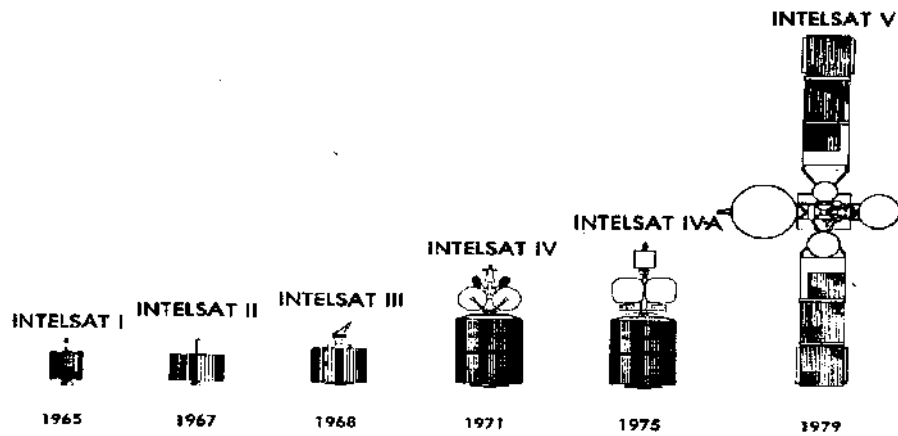 INTELSAT V
INTELSAT IV-A
INTELSAT IV
INTELSAT III
INTELSAT II
INTELSAT I
1965
1967
1968
1971
1975
1979